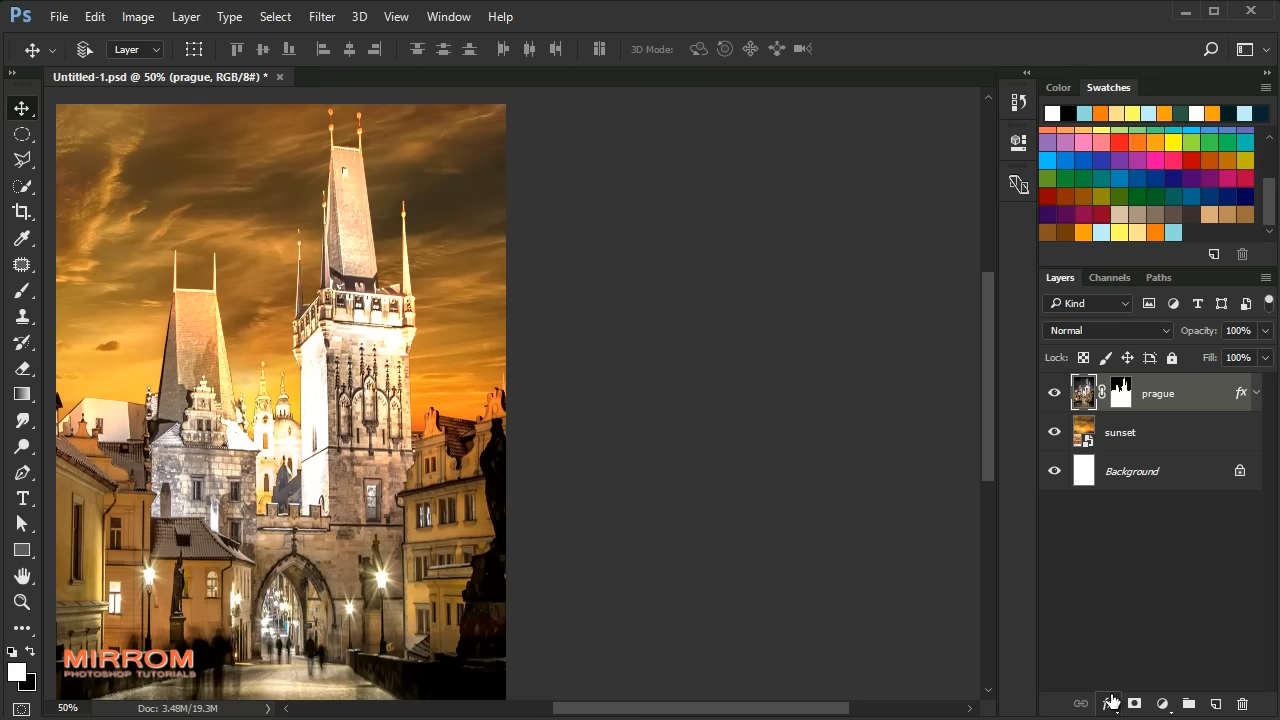 Ps File Edit Image Layer Type Select Filter 3D View Window Help
Layer 3D Mode:
Untitled-1.psd @ 50% (prague, RGB/8#) *
Color Swatches
Layers Channels Paths
Kind
Normal Opacity: 100%
Lock: Fill: 100%
prague fx
sunset
Background
MIRROM
PHOTOSHOP TUTORIALS
50% Doc: 3.48M/19.3M